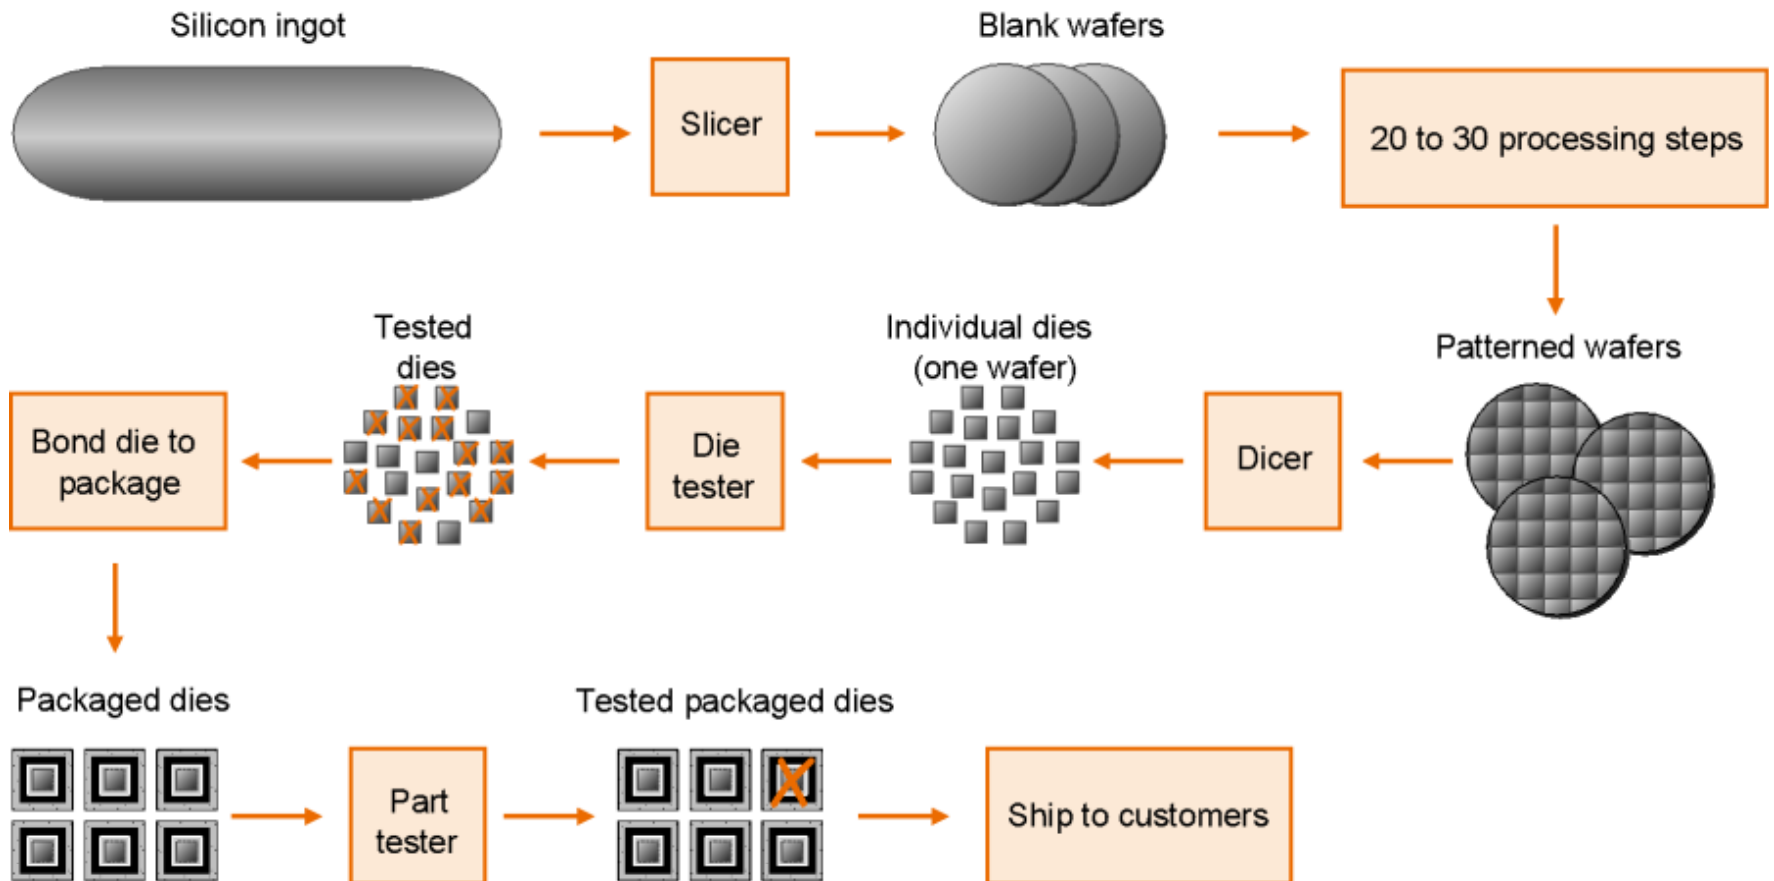 Silicon ingot
Slicer
Blank wafers
20 to 30 processing steps
Patterned wafers
Dicer
Individual dies
(one wafer)
Die
tester
Tested
dies
Bond die to
package
Packaged dies
Part
tester
Tested packaged dies
Ship to customers